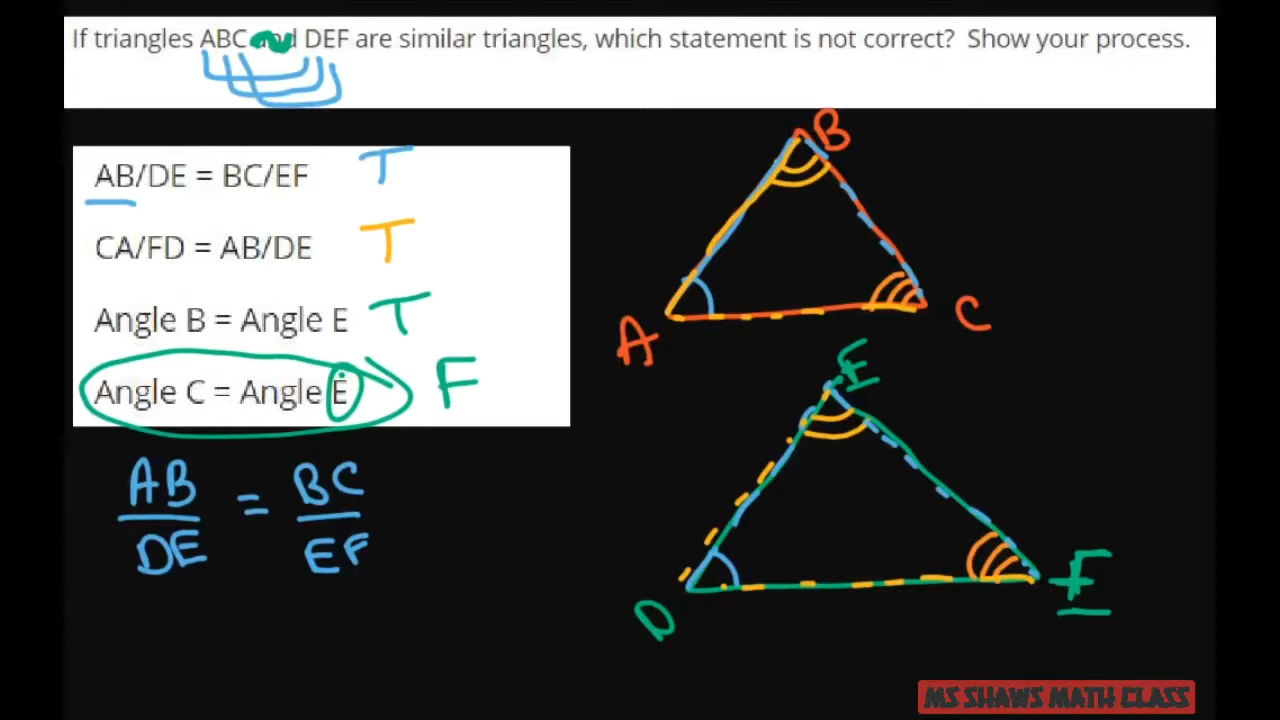 If triangles ABC and DEF are similar triangles, which statement is not correct? Show your process.
~
AB/DE = BC/EF T
CA/FD = AB/DE T
Angle B = Angle E T
Angle C = Angle E F
AB/DE = BC/EF
B
A
C
E
D
F
MS SHAWS MATH CLASS